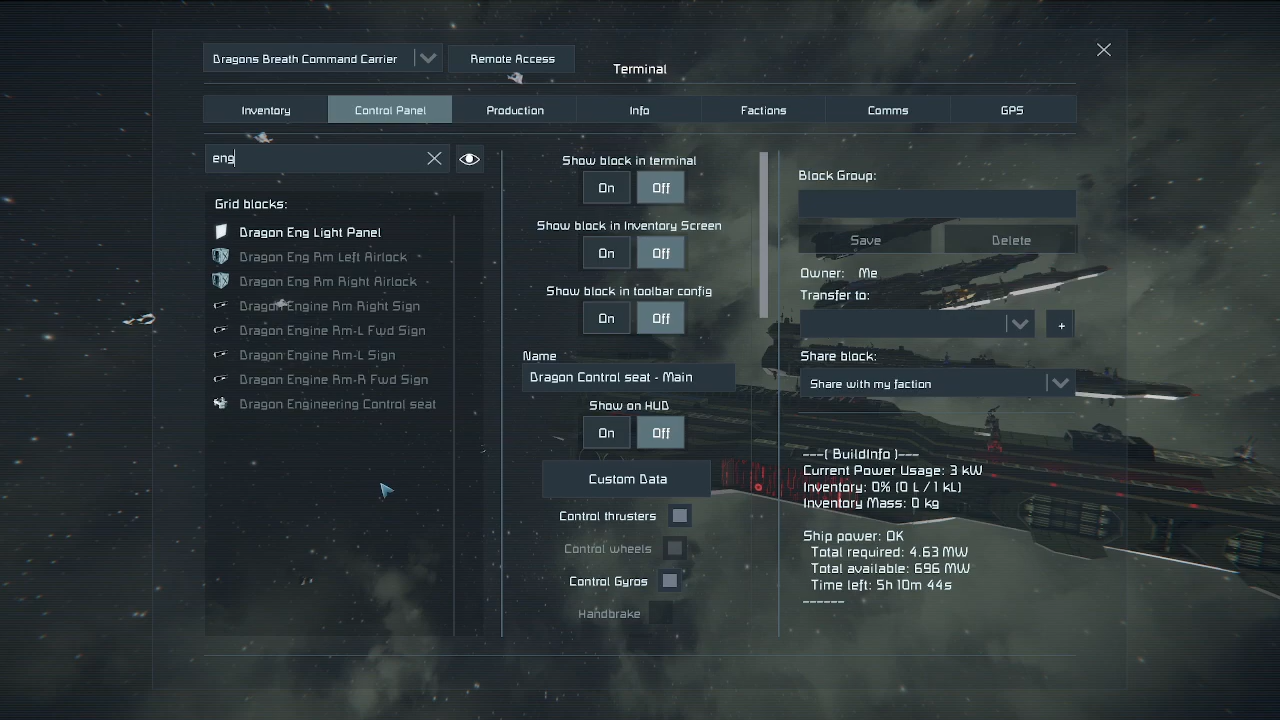 Dragons Breath Command Carrier
Remote Access
Terminal
Inventory
Control Panel
Production
Info
Factions
Comms
GPS
eng
Grid blocks:
Dragon Eng Light Panel
Dragon Eng Rm Left Airlock
Dragon Eng Rm Right Airlock
Dragon Engine Rm Right Sign
Dragon Engine Rm-L Fwd Sign
Dragon Engine Rm-L Sign
Dragon Engine Rm-R Fwd Sign
Dragon Engineering Control seat
Show block in terminal
On Off
Show block in Inventory Screen
On Off
Show block in toolbar config
On Off
Name
Dragon Control seat - Main
Show on HUD
On Off
Custom Data
Control thrusters
Control wheels
Control Gyros
Handbrake
Block Group:
Save Delete
Owner: Me
Transfer to:
+
Share block:
Share with my faction
---( BuildInfo )---
Current Power Usage: 3 kW
Inventory: 0% (0 L / 1 kL)
Inventory Mass: 0 kg
Ship power: OK
Total required: 4.63 MW
Total available: 696 MW
Time left: 5h 10m 44s
------